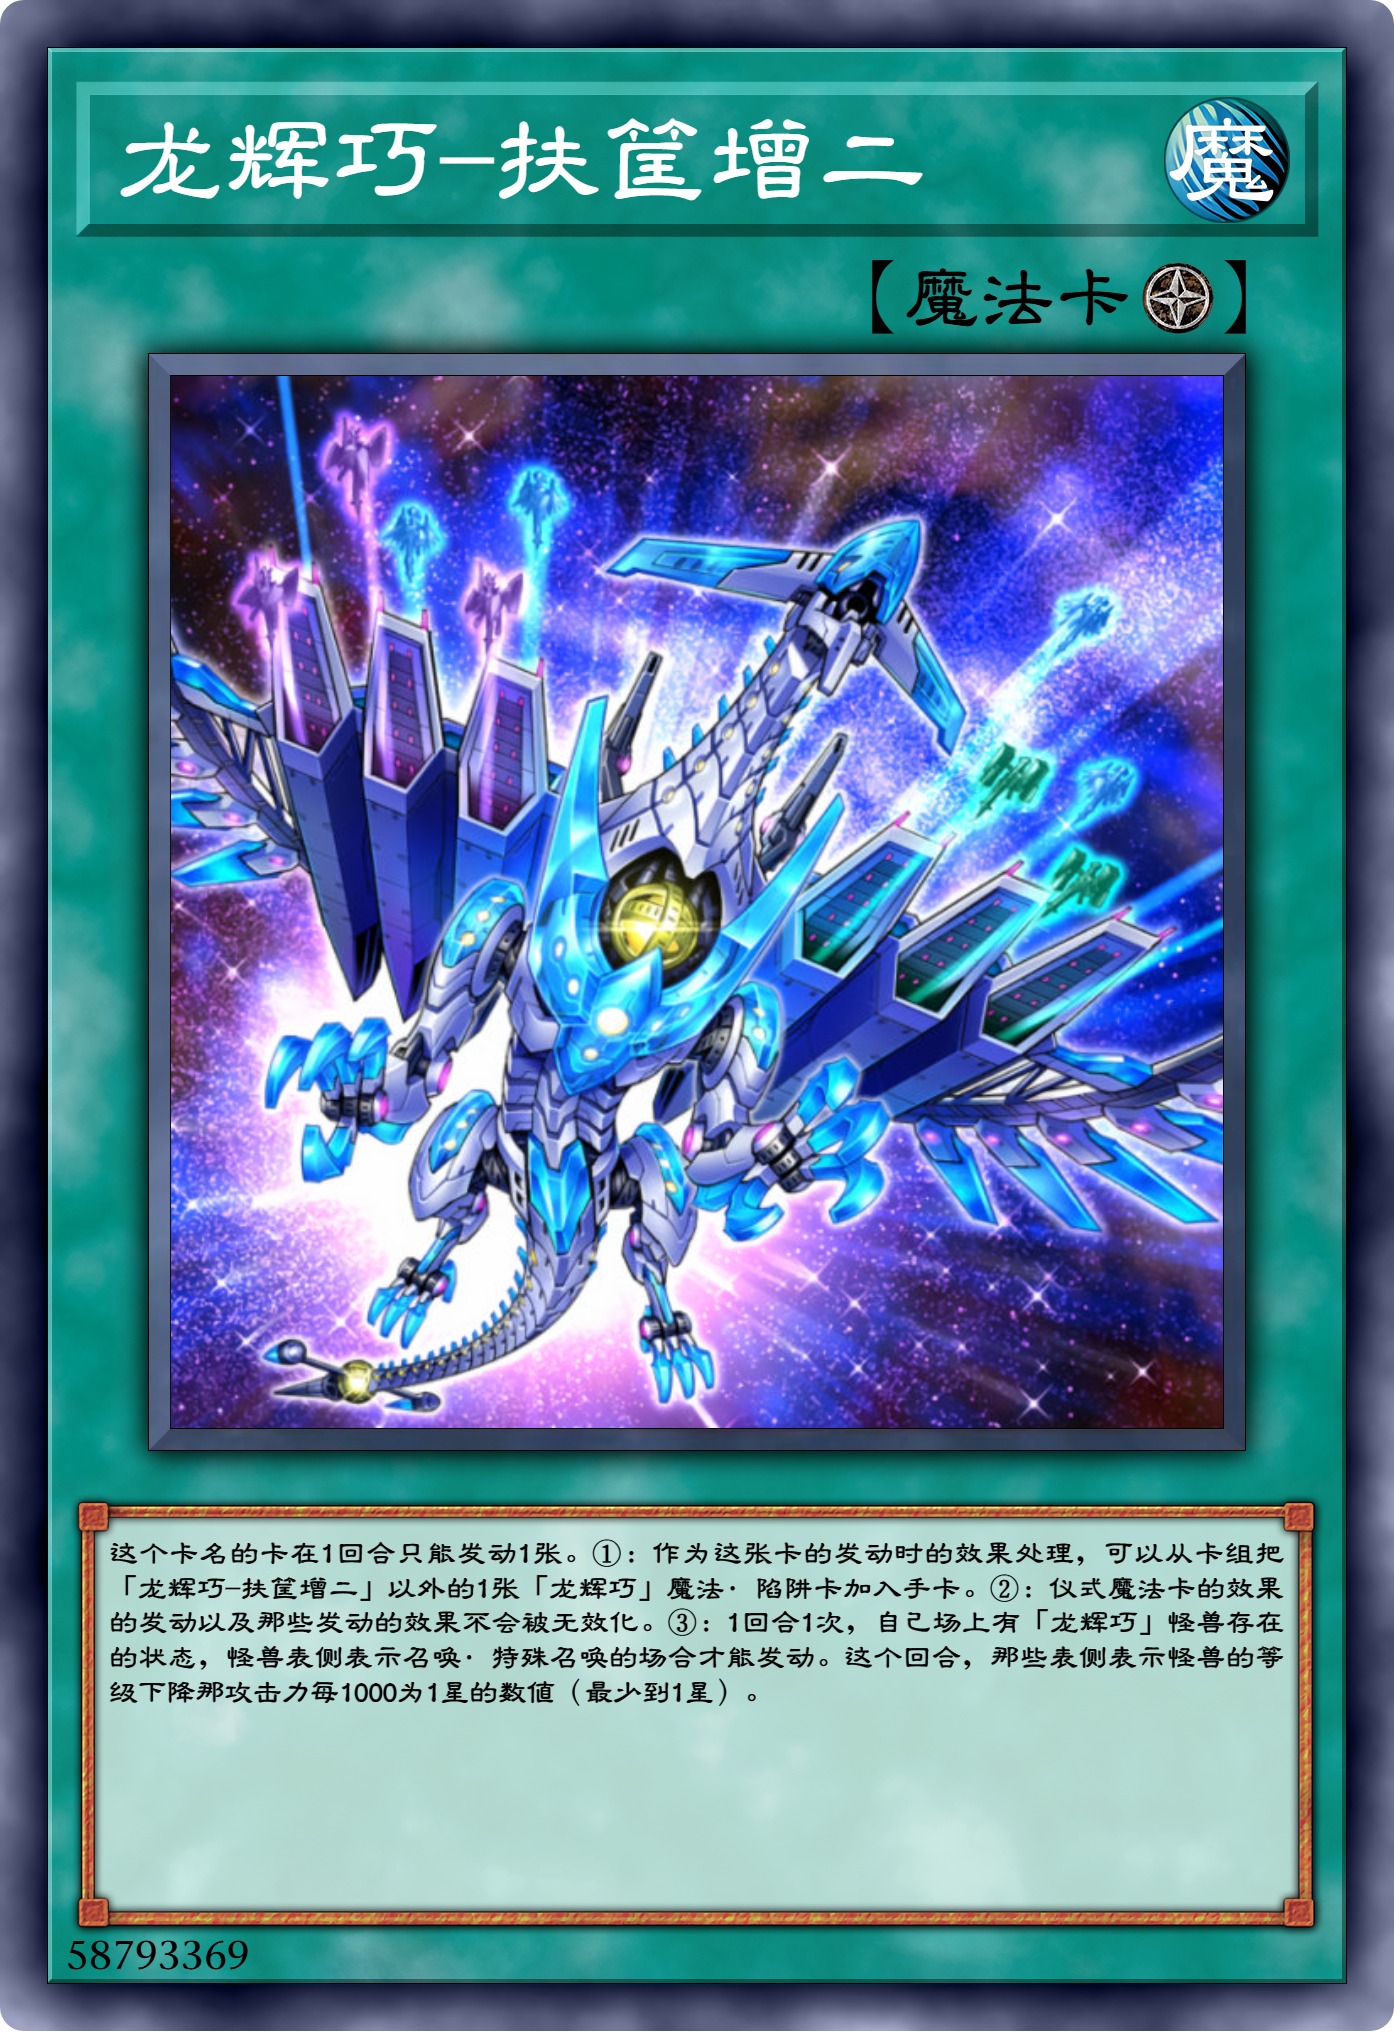 龙辉巧-扶筐增二
魔
【魔法卡】
这个卡名的卡在1回合只能发动1张。①：作为这张卡的发动时的效果处理，可以从卡组把
「龙辉巧-扶筐增二」以外的1张「龙辉巧」魔法·陷阱卡加入手卡。②：仪式魔法卡的效果
的发动以及那些发动的效果不会被无效化。③：1回合1次，自己场上有「龙辉巧」怪兽存在
的状态，怪兽表侧表示召唤·特殊召唤的场合才能发动。这个回合，那些表侧表示怪兽的等
级下降那攻击力每1000为1星的数值（最少到1星）。
58793369